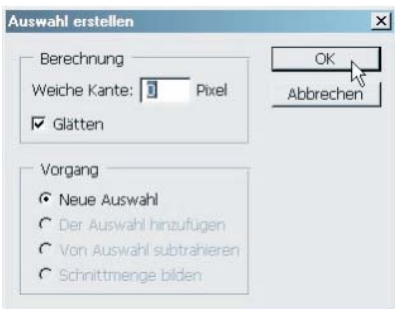 Auswahl erstellen
Berechnung
Weiche Kante: 0 Pixel
Glätten
OK
Abbrechen
Vorgang
Neue Auswahl
Der Auswahl hinzufügen
Von Auswahl subtrahieren
Schnittmenge bilden